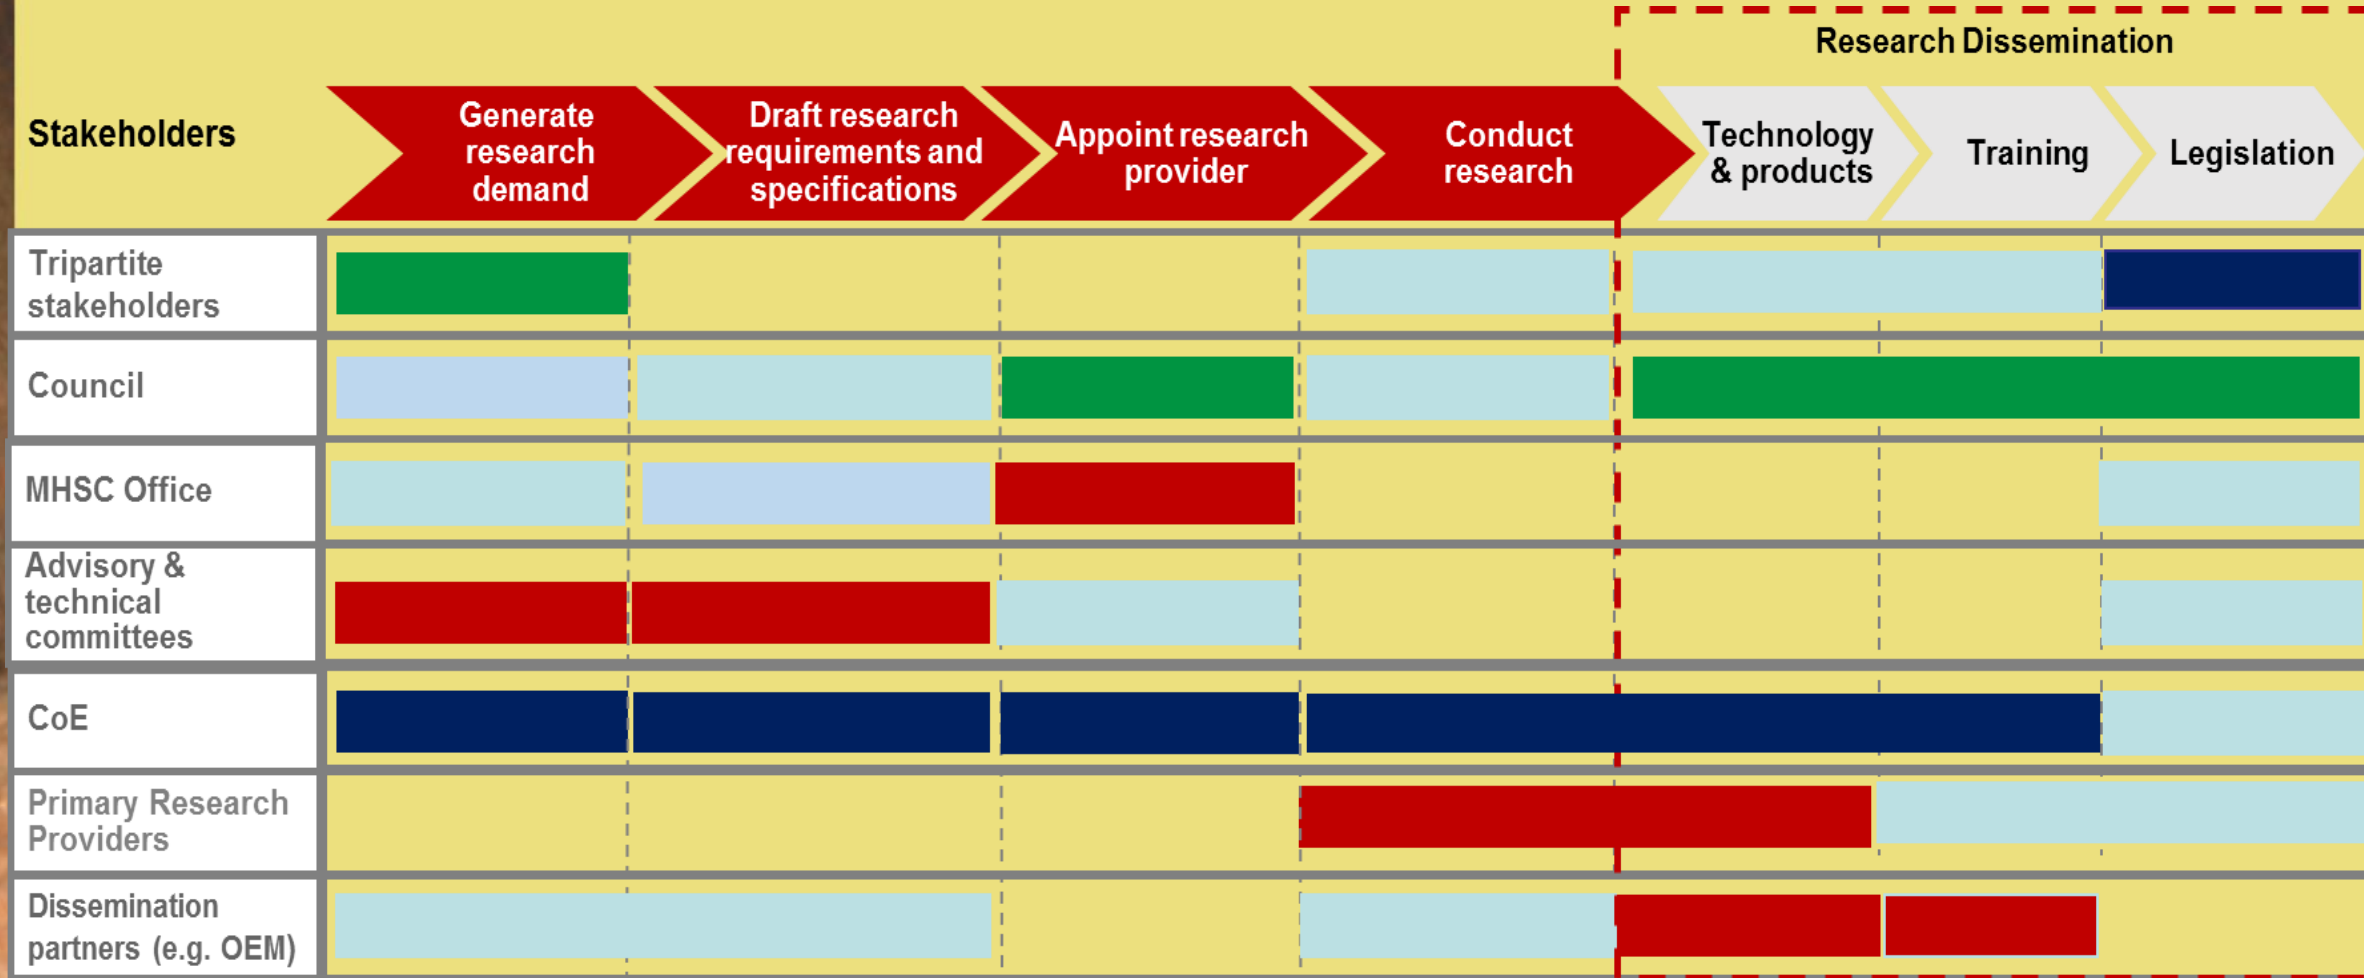 Research Dissemination
Stakeholders
Generate
research
demand
Draft research
requirements and
specifications
Appoint research
provider
Conduct
research
Technology
& products
Training
Legislation
Tripartite
stakeholders
Council
MHSC Office
Advisory &
technical
committees
CoE
Primary Research
Providers
Dissemination
partners (e.g. OEM)